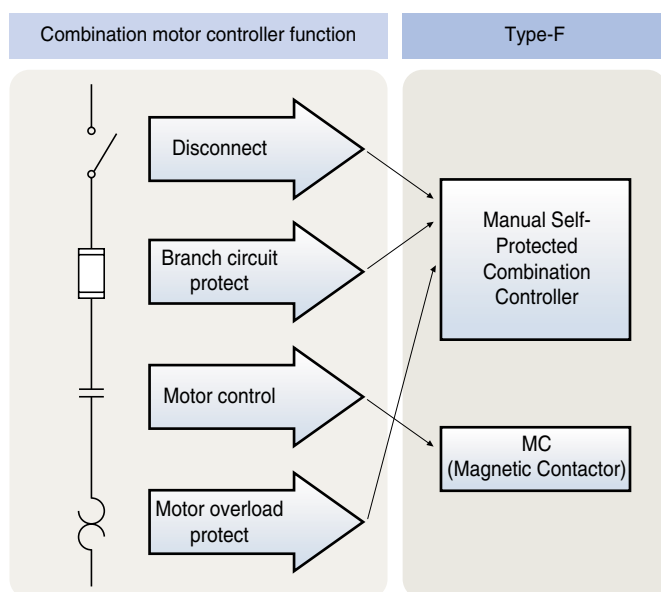 Combination motor controller function
Type-F
Disconnect
Branch circuit
protect
Motor control
Motor overload
protect
Manual Self-
Protected
Combination
Controller
MC
(Magnetic Contactor)